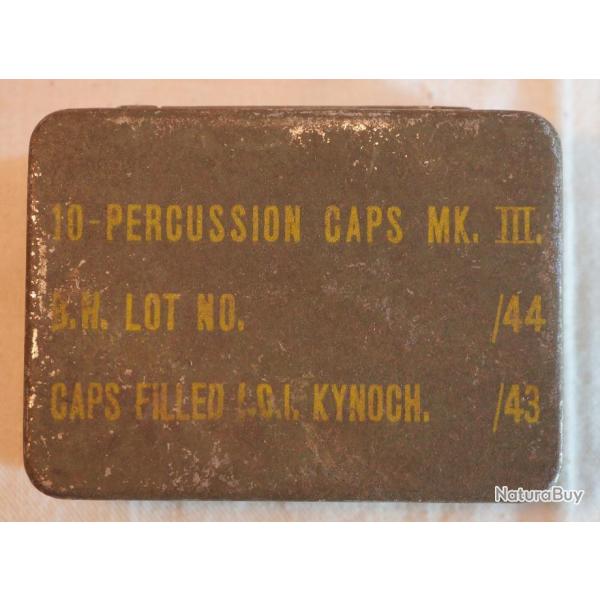 10-PERCUSSION CAPS MK. III.
B.H. LOT NO. /44
CAPS FILLED I.C.I. KYNOCH. /43
NaturaBuy